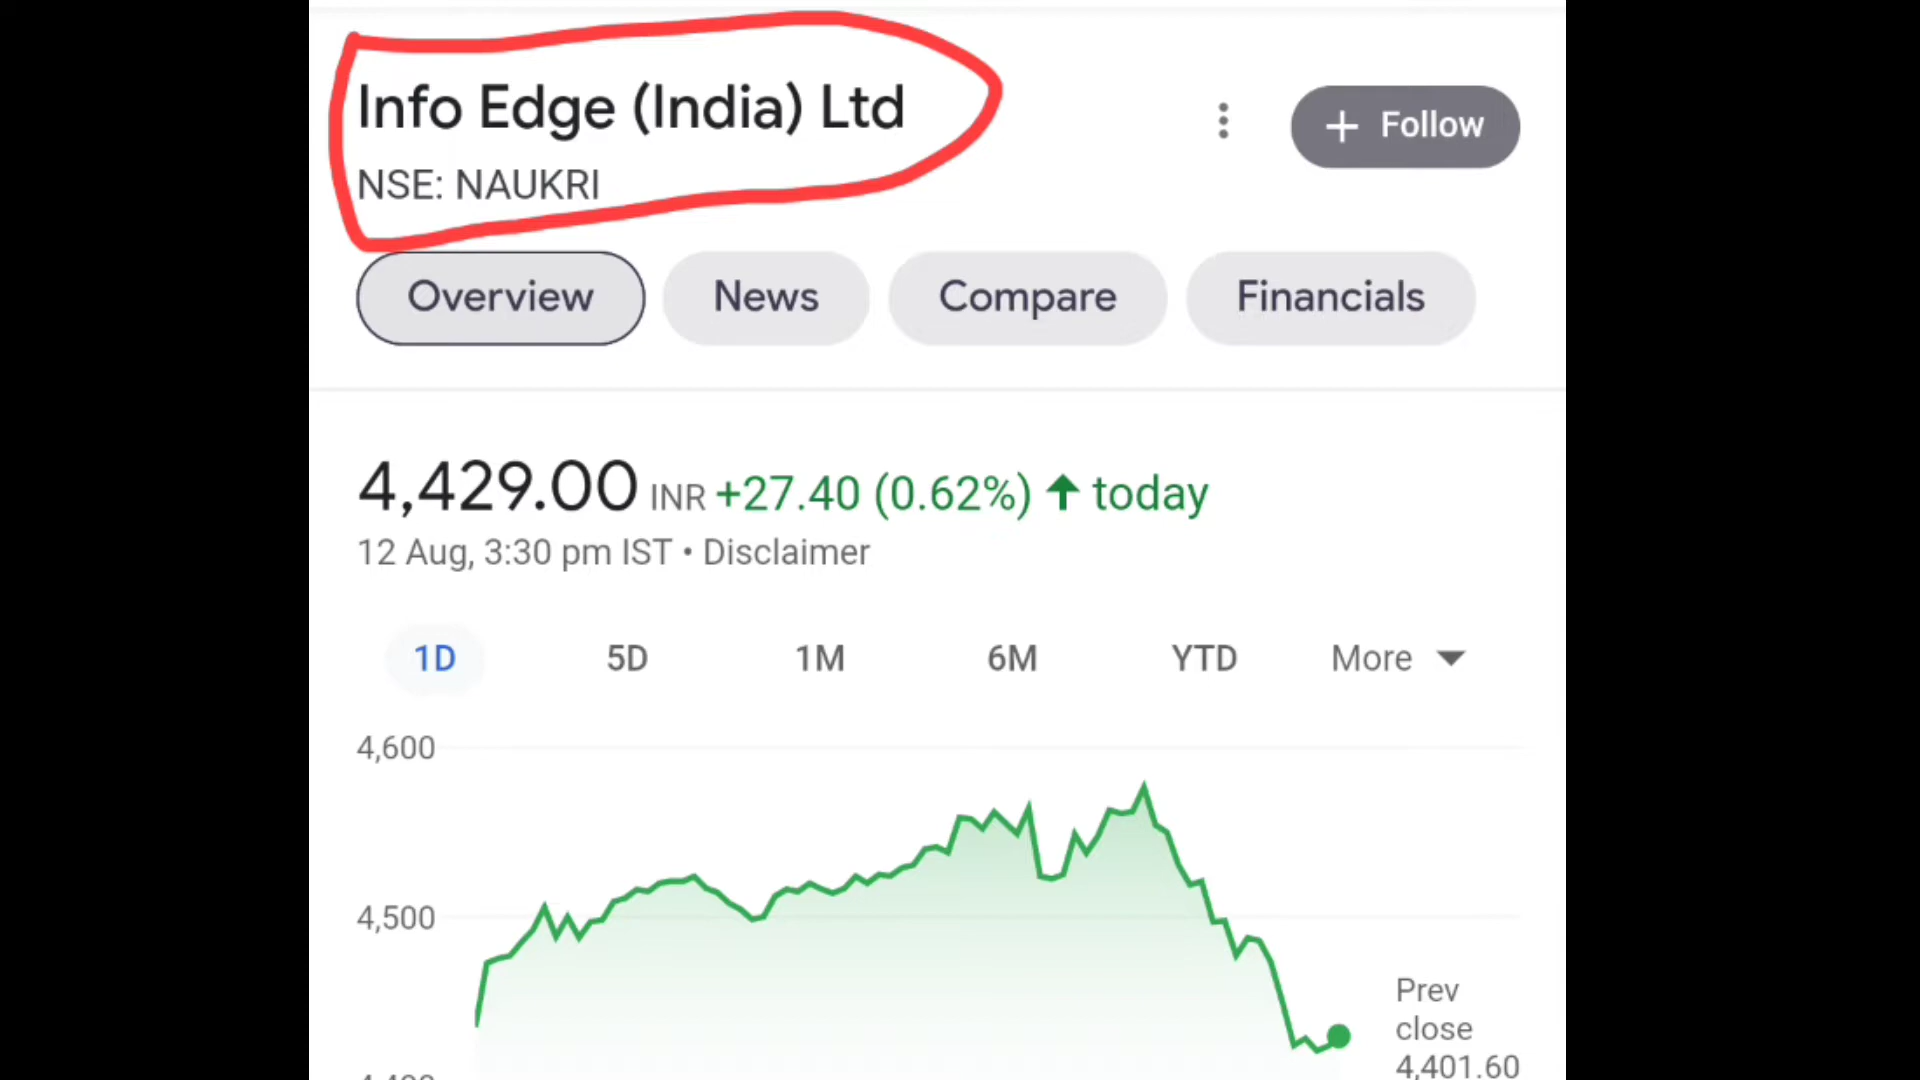 Info Edge (India) Ltd
NSE: NAUKRI
+ Follow
Overview
News
Compare
Financials
4,429.00 INR +27.40 (0.62%) ↑ today
12 Aug, 3:30 pm IST • Disclaimer
1D
5D
1M
6M
YTD
More
4,600
4,500
Prev
close
4,401.60